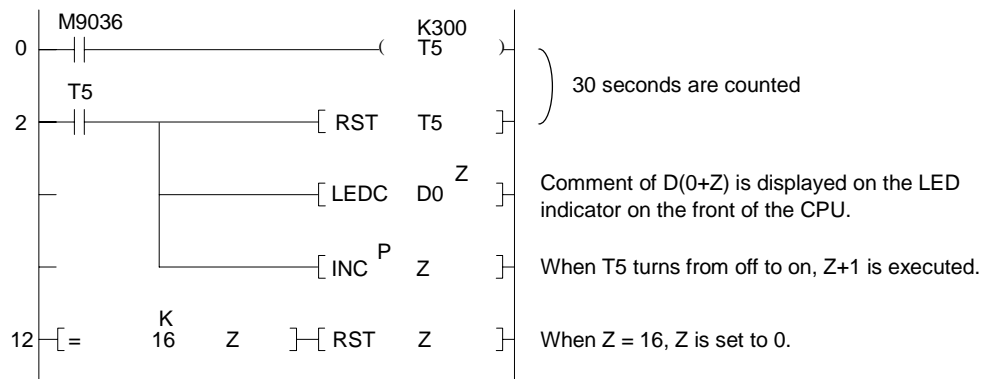 M9036
K300
0 ( T5 )
30 seconds are counted
T5
2 [ RST T5 ]
Z
[ LEDC D0 ]
Comment of D(0+Z) is displayed on the LED
indicator on the front of the CPU.
P
[ INC Z ]
When T5 turns from off to on, Z+1 is executed.
K
12 [ = 16 Z ] [ RST Z ]
When Z = 16, Z is set to 0.